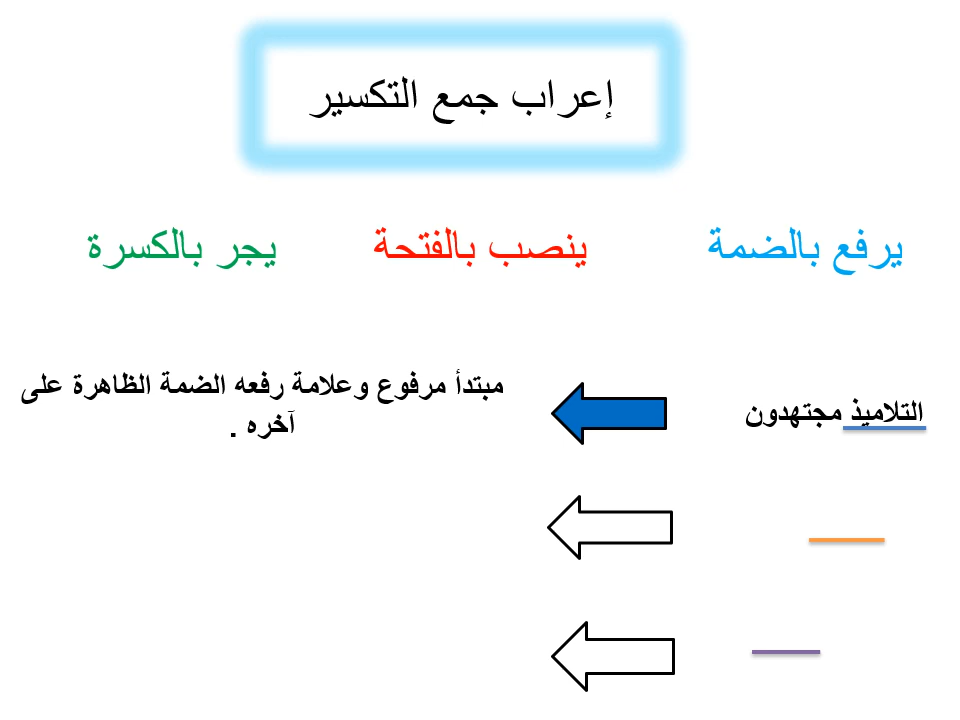 إعراب جمع التكسير
يرفع بالضمة
ينصب بالفتحة
يجر بالكسرة
التلاميذ مجتهدون
مبتدأ مرفوع وعلامة رفعه الضمة الظاهرة على
آخره .